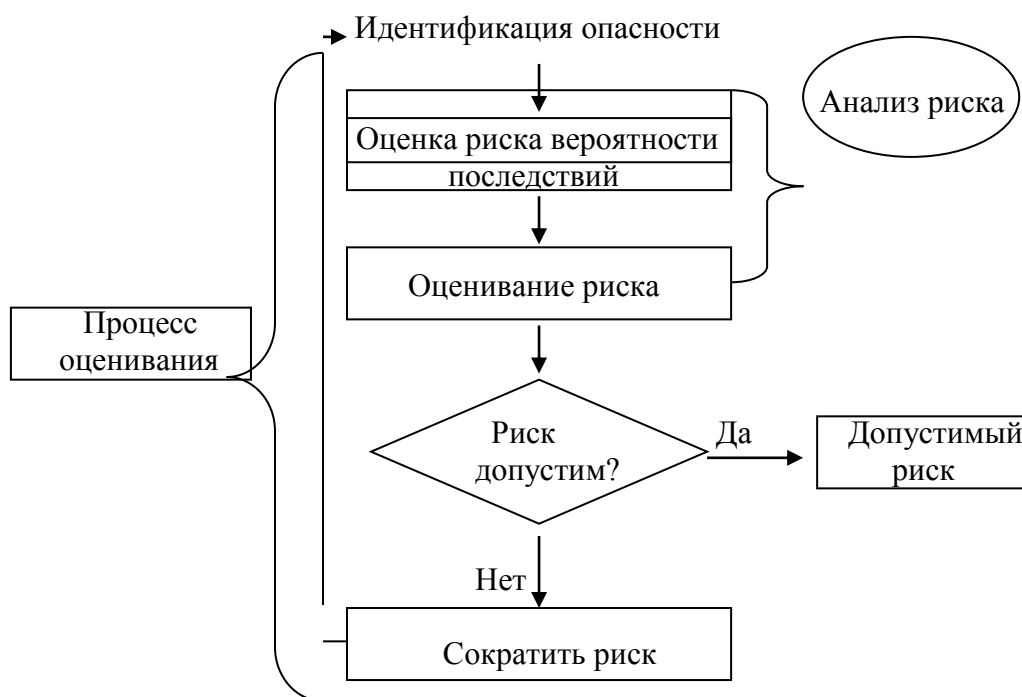 Идентификация опасности
Анализ риска
Оценка риска вероятности
последствий
Оценивание риска
Процесс
оценивания
Риск
допустим?
Да
Допустимый
риск
Нет
Сократить риск